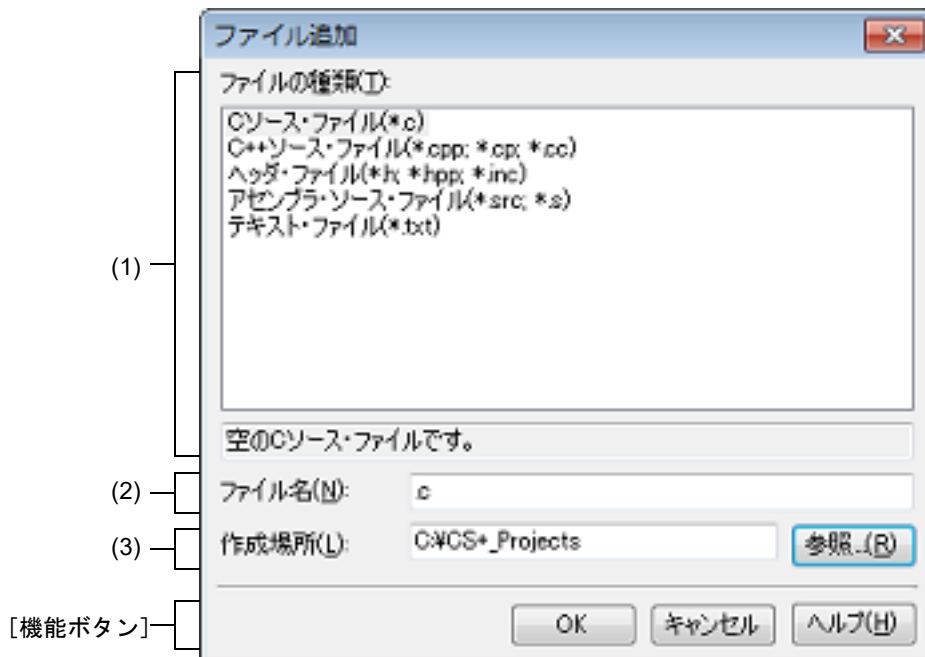 ファイル追加
ファイルの種類(T):
Cソース・ファイル(*.c)
C++ソース・ファイル(*.cpp; *.cp; *.cc)
ヘッダ・ファイル(*.h; *.hpp; *.inc)
アセンブラ・ソース・ファイル(*.src; *.s)
テキスト・ファイル(*.txt)
(1)
空のCソース・ファイルです。
(2) ファイル名(N): .c
(3) 作成場所(L): C:¥CS+_Projects 参照...(R)
[機能ボタン] OK キャンセル ヘルプ(H)